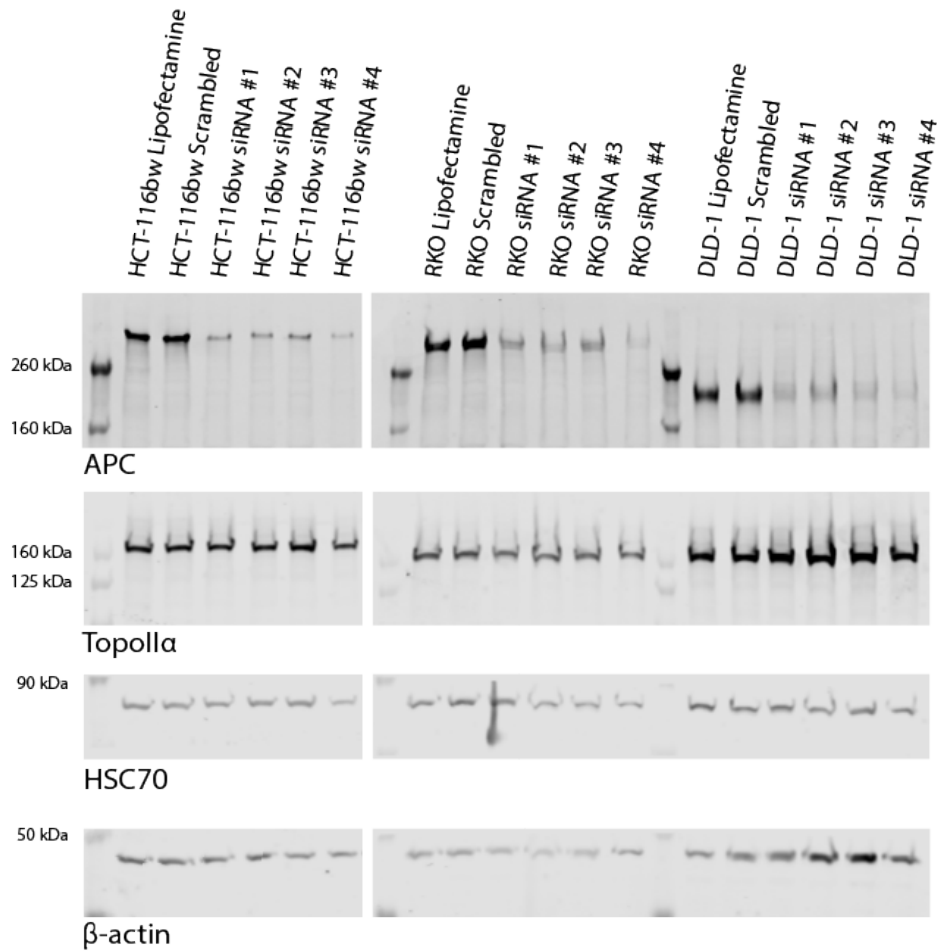 HCT-116bw Lipofectamine
HCT-116bw Scrambled
HCT-116bw siRNA #1
HCT-116bw siRNA #2
HCT-116bw siRNA #3
HCT-116bw siRNA #4
RKO Lipofectamine
RKO Scrambled
RKO siRNA #1
RKO siRNA #2
RKO siRNA #3
RKO siRNA #4
DLD-1 Lipofectamine
DLD-1 Scrambled
DLD-1 siRNA #1
DLD-1 siRNA #2
DLD-1 siRNA #3
DLD-1 siRNA #4
260 kDa
160 kDa
APC
160 kDa
125 kDa
TopoIIα
90 kDa
HSC70
50 kDa
β-actin